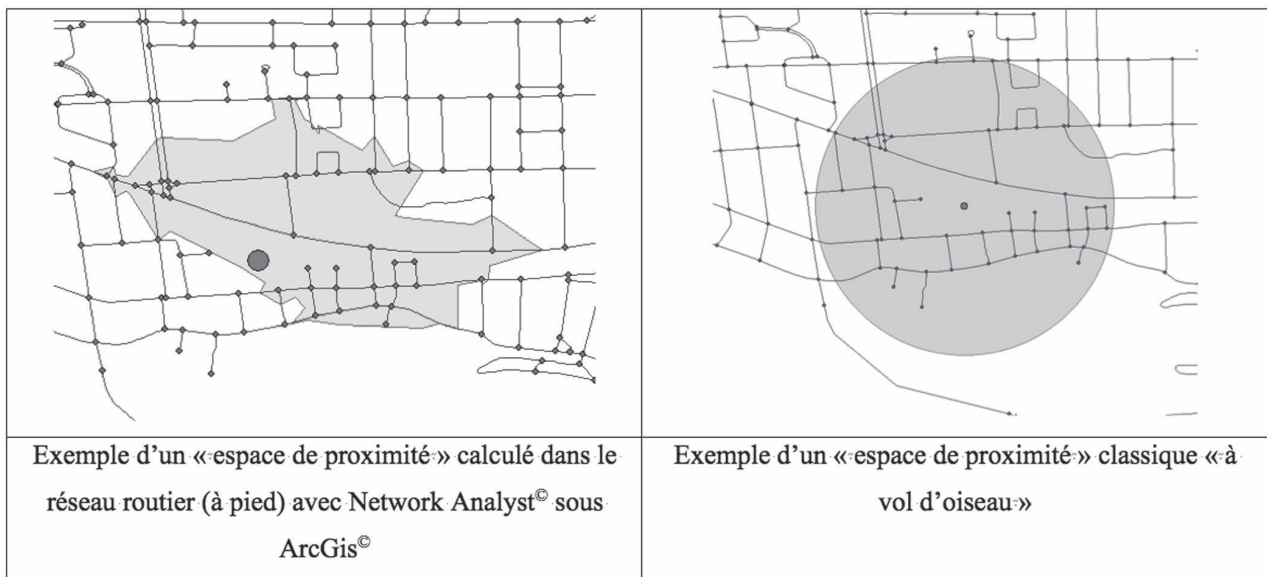 Exemple d’un « espace de proximité » calculé dans le
réseau routier (à pied) avec Network Analyst© sous
ArcGis©
Exemple d’un « espace de proximité » classique « à
vol d’oiseau »